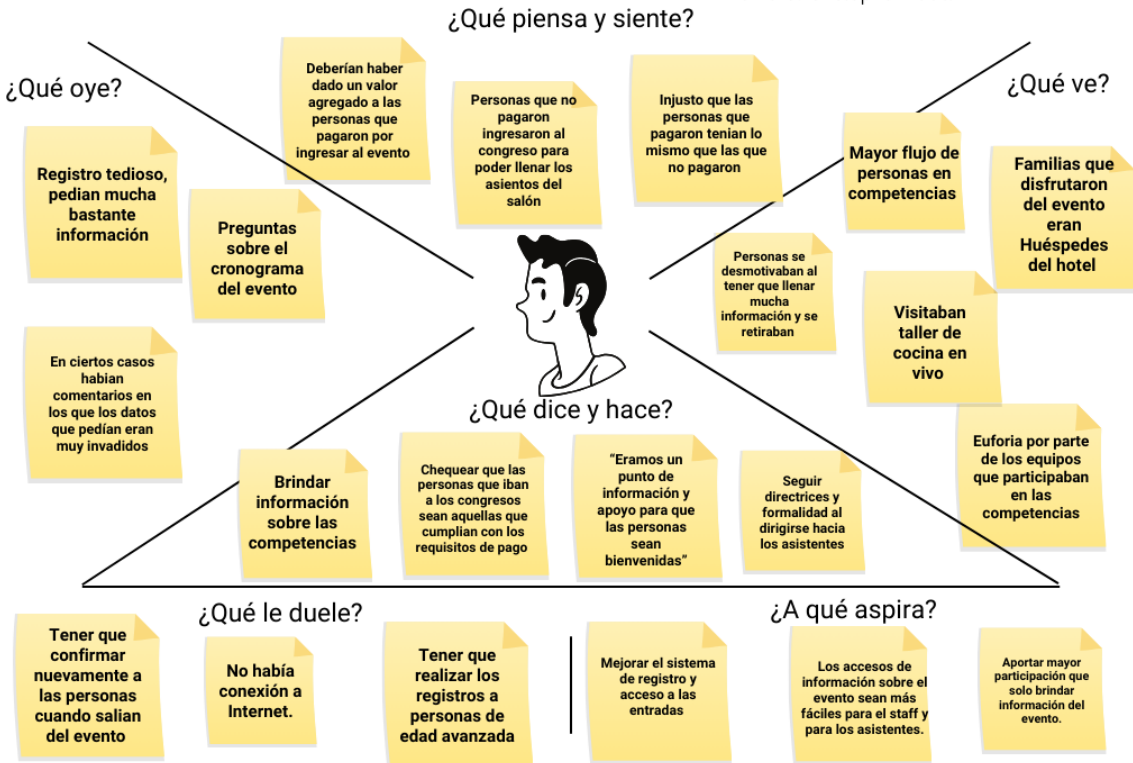 ¿Qué piensa y siente?
¿Qué oye?
¿Qué ve?
Deberían haber
dado un valor
agregado a las
personas que
pagaron por
ingresar al evento
Personas que no
pagaron
ingresaron al
congreso para
poder llenar los
asientos del
salón
Injusto que las
personas que
pagaron tenian lo
mismo que las que
no pagaron
Registro tedioso,
pedian mucha
bastante
información
Preguntas
sobre el
cronograma
del evento
En ciertos casos
habian
comentarios en
los que los datos
que pedían eran
muy invadidos
Mayor flujo de
personas en
competencias
Familias que
disfrutaron
del evento
eran
Huéspedes
del hotel
Personas se
desmotivaban al
tener que llenar
mucha
información y se
retiraban
Visitaban
taller de
cocina en
vivo
Euforia por parte
de los equipos
que participaban
en las
competencias
¿Qué dice y hace?
Brindar
información
sobre las
competencias
Chequear que las
personas que iban
a los congresos
sean aquellas que
cumplian con los
requisitos de pago
“Eramos un
punto de
información y
apoyo para que
las personas
sean
bienvenidas”
Seguir
directrices y
formalidad al
dirigirse hacia
los asistentes
¿Qué le duele?
Tener que
confirmar
nuevamente a
las personas
cuando salian
del evento
No había
conexión a
Internet.
Tener que
realizar los
registros a
personas de
edad avanzada
¿A qué aspira?
Mejorar el sistema
de registro y
acceso a las
entradas
Los accesos de
información sobre el
evento sean más
fáciles para el staff y
para los asistentes.
Aportar mayor
participación que
solo brindar
información del
evento.